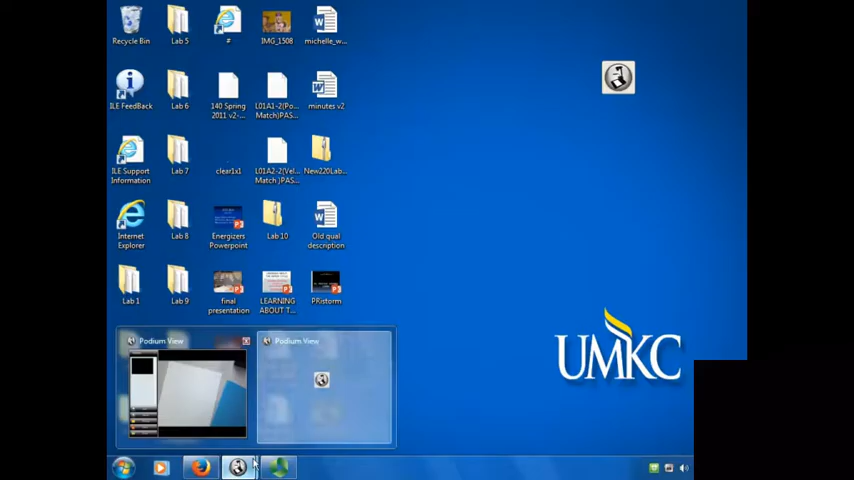 Recycle Bin
Lab 5
#
IMG_1508
michelle_w...
ILE FeedBack
Lab 6
140 Spring
2011 v2-...
L01A1-2(Po...
Match)PAS...
minutes v2
ILE Support
Information
Lab 7
clear1x1
L01A2-2(Vel...
Match )PAS...
New220Lab...
Internet
Explorer
Lab 8
Energizers
Powerpoint
Lab 10
Old qual
description
Lab 1
Lab 9
final
presentation
LEARNING
ABOUT T...
PRistorm
Podium View
Podium View
UMKC